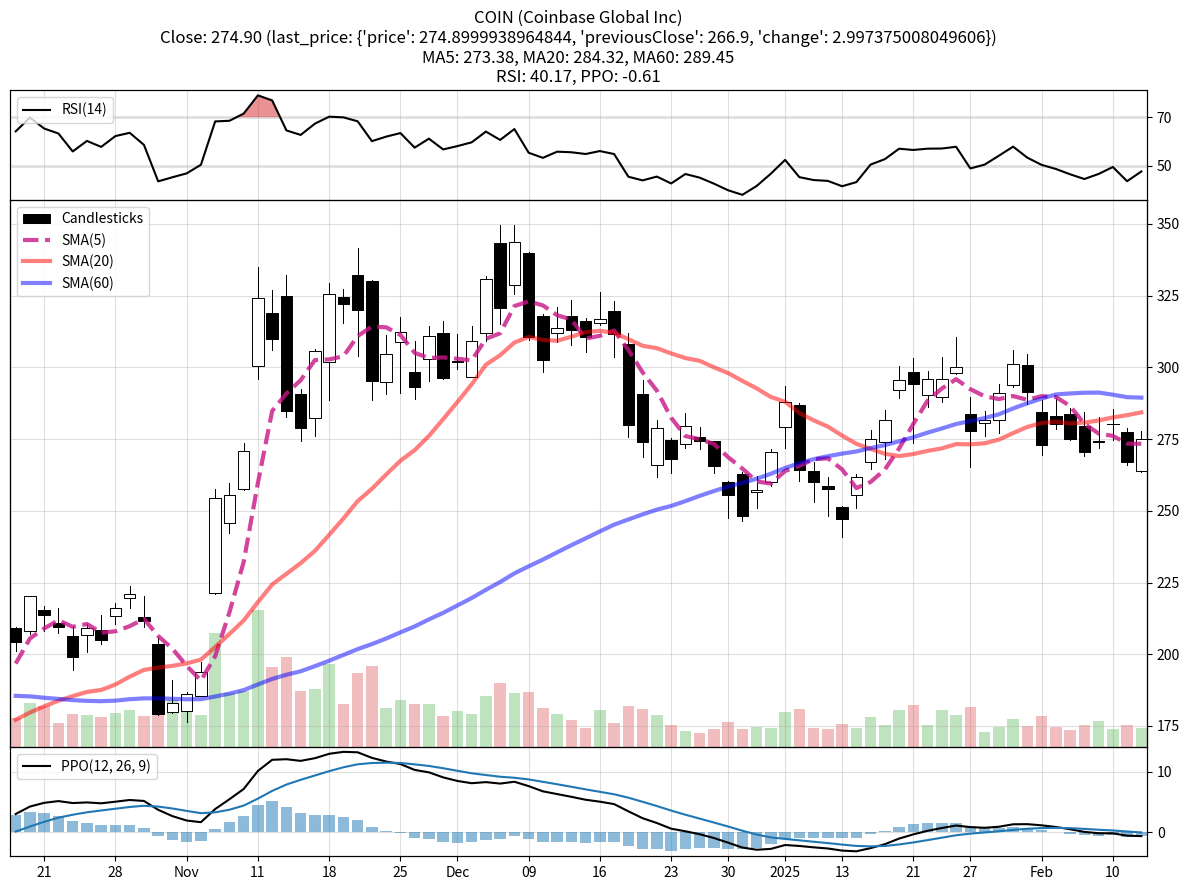 COIN (Coinbase Global Inc)
Close: 274.90 (last_price: {'price': 274.8999938964844, 'previousClose': 266.9, 'change': 2.997375008049606})
MA5: 273.38, MA20: 284.32, MA60: 289.45
RSI: 40.17, PPO: -0.61
RSI(14)
70
50
Candlesticks
SMA(5)
SMA(20)
SMA(60)
350
325
300
275
250
225
200
175
PPO(12, 26, 9)
10
0
21 28 Nov 11 18 25 Dec 09 16 23 30 2025 13 21 27 Feb 10